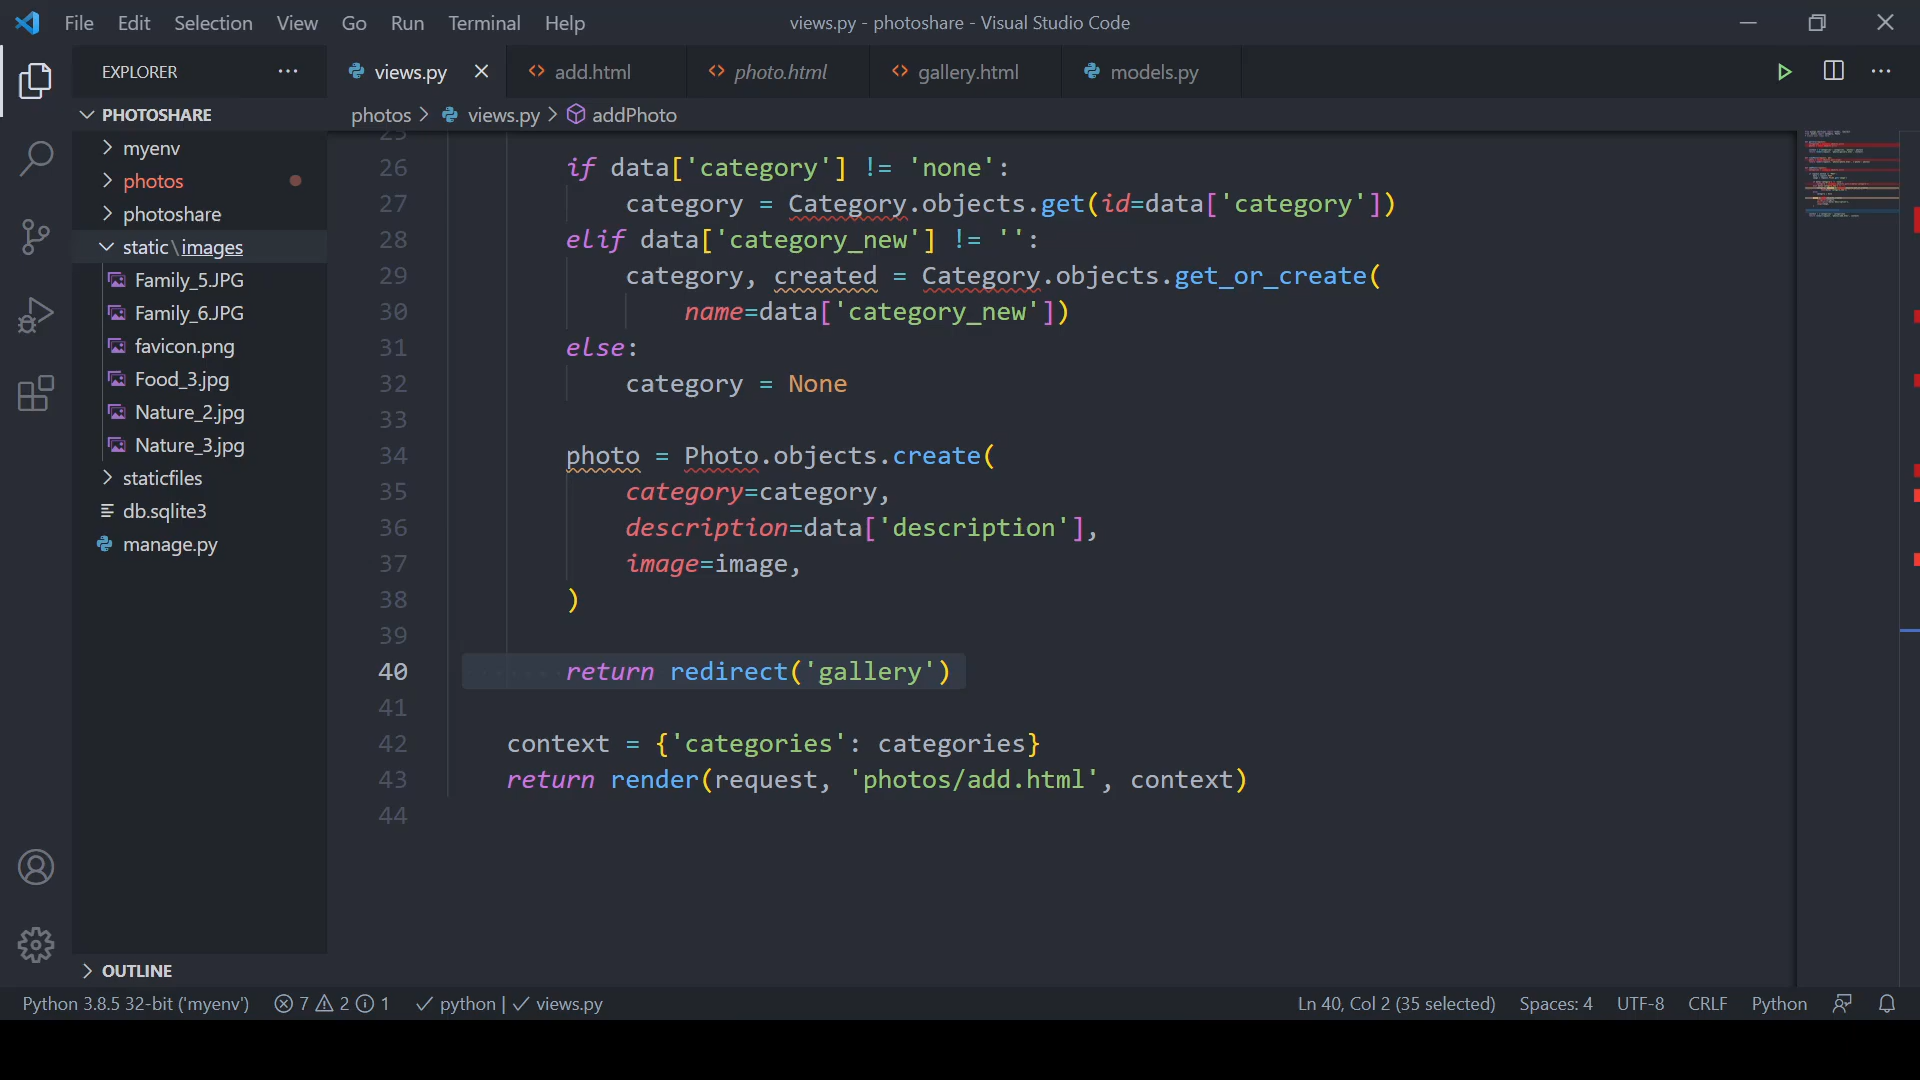 File Edit Selection View Go Run Terminal Help
views.py - photoshare - Visual Studio Code
EXPLORER
views.py
add.html
photo.html
gallery.html
models.py
PHOTOSHARE
photos > views.py > addPhoto
myenv
photos
photoshare
static\images
Family_5.JPG
Family_6.JPG
favicon.png
Food_3.jpg
Nature_2.jpg
Nature_3.jpg
staticfiles
db.sqlite3
manage.py
OUTLINE
25
26 if data['category'] != 'none':
27 category = Category.objects.get(id=data['category'])
28 elif data['category_new'] != '':
29 category, created = Category.objects.get_or_create(
30 name=data['category_new'])
31 else:
32 category = None
33
34 photo = Photo.objects.create(
35 category=category,
36 description=data['description'],
37 image=image,
38 )
39
40 return redirect('gallery')
41
42 context = {'categories': categories}
43 return render(request, 'photos/add.html', context)
44
Python 3.8.5 32-bit ('myenv') 7 2 1 python | views.py
Ln 40, Col 2 (35 selected) Spaces: 4 UTF-8 CRLF Python